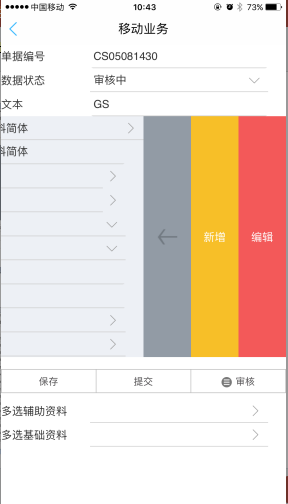 中国移动 10:43 73%
移动业务
单据编号 CS05081430
数据状态 审核中
文本 GS
料简体
料简体
新增 编辑
保存 提交 审核
多选辅助资料
多选基础资料